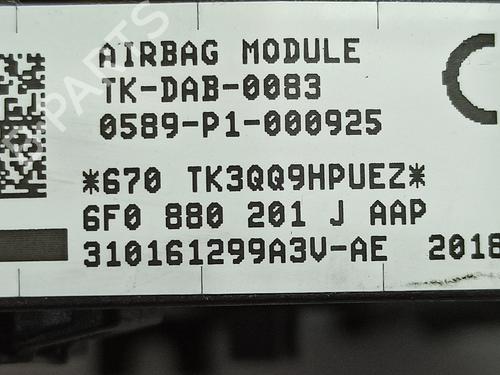 AIRBAG MODULE
TK-DAB-0083
0589-P1-000925
*670 TK3QQ9HPUEZ*
6F0 880 201 J AAP
310161299A3V-AE 2018